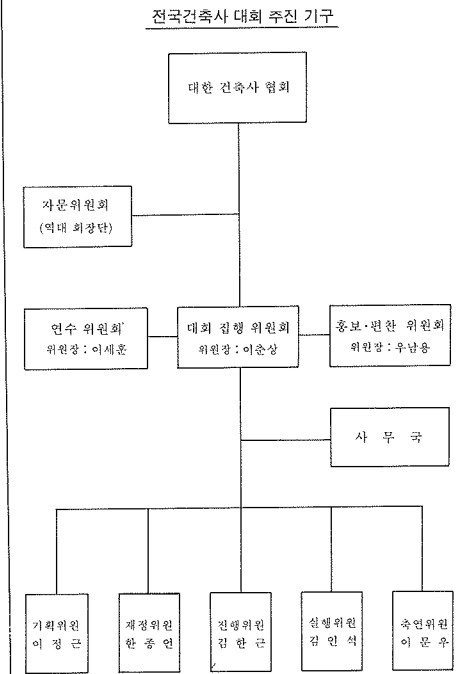 전국건축사 대회 추진 기구
대한 건축사 협회
자문위원회
(역대 회장단)
연수 위원회
위원장 : 이세훈
대회 집행 위원회
위원장 : 이춘상
홍보·편찬 위원회
위원장 : 우남용
사 무 국
기획위원
이 정 근
재정위원
한 종 언
진행위원
김 한 근
실행위원
김 인 석
축연위원
이 문 우